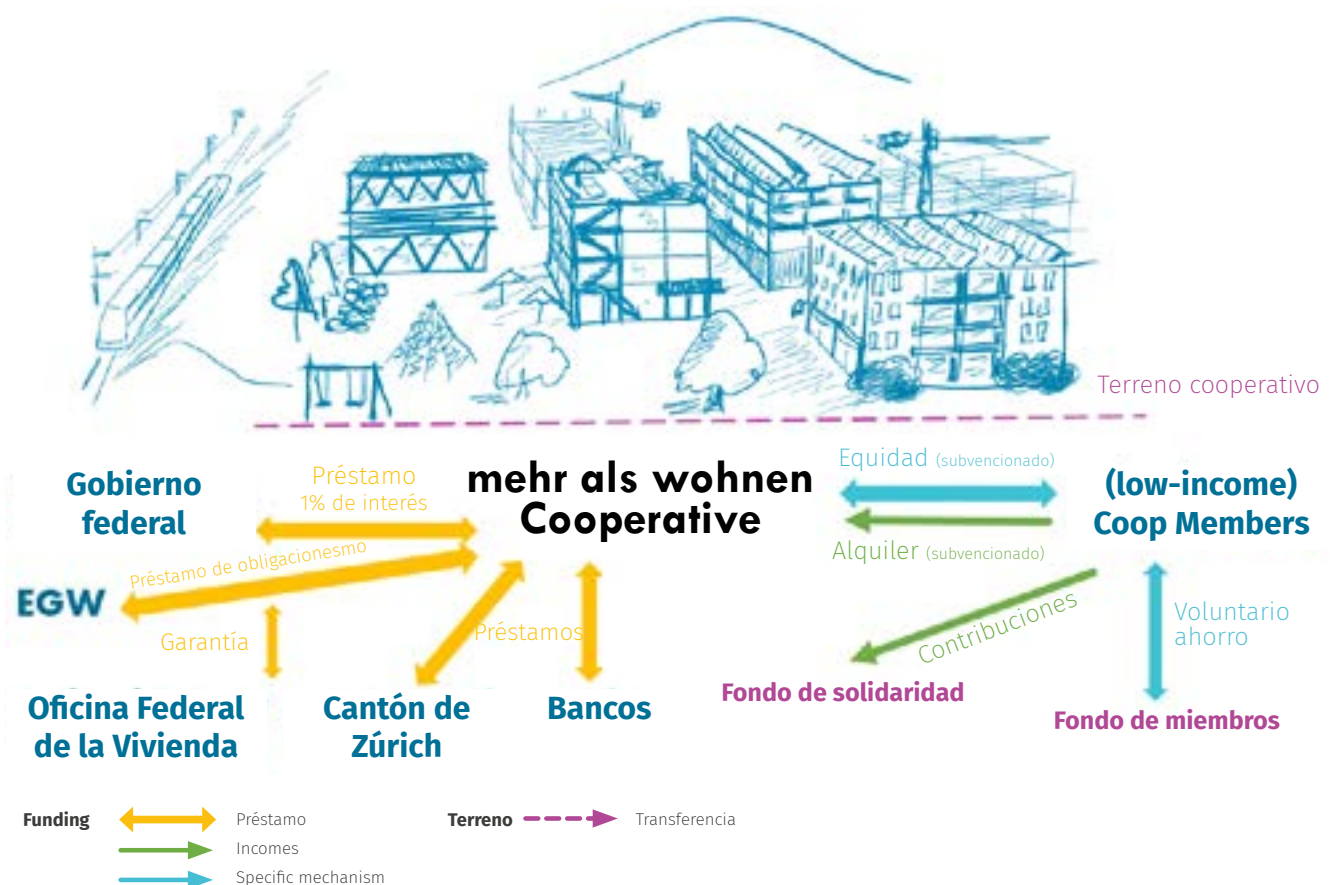 Terreno cooperativo
Gobierno
federal
Préstamo
1% de interés
mehr als wohnen
Cooperative
Equidad (subvencionado)
Alquiler (subvencionado)
(low-income)
Coop Members
EGW
Préstamo de obligacionesmo
Garantía
Préstamos
Contribuciones
Voluntario
ahorro
Oficina Federal
de la Vivienda
Cantón de
Zúrich
Bancos
Fondo de solidaridad
Fondo de miembros
Funding
Préstamo
Incomes
Specific mechanism
Terreno
Transferencia